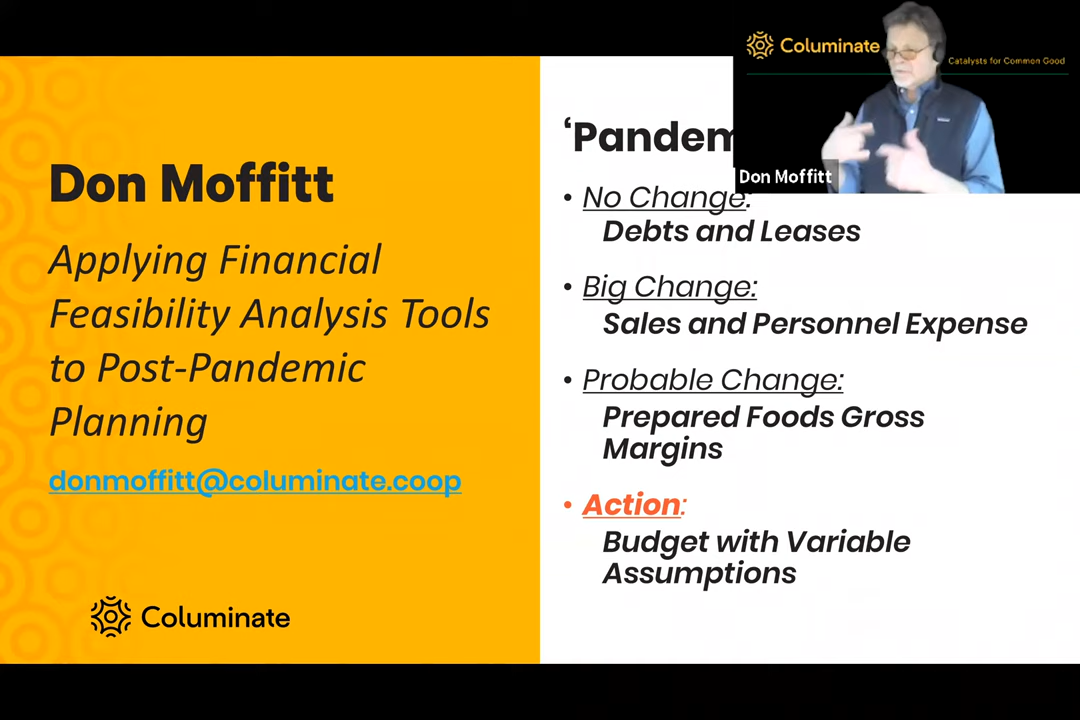 Columinate
Catalysts for Common Good
Don Moffitt
Don Moffitt
Applying Financial
Feasibility Analysis Tools
to Post-Pandemic
Planning
donmoffitt@columinate.coop
Columinate
‘Pandem
• No Change:
Debts and Leases
• Big Change:
Sales and Personnel Expense
• Probable Change:
Prepared Foods Gross
Margins
• Action:
Budget with Variable
Assumptions